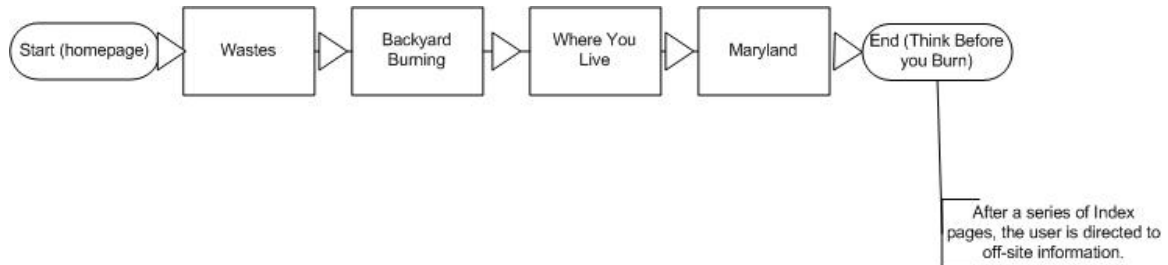 Start (homepage)
Wastes
Backyard
Burning
Where You
Live
Maryland
End (Think Before
you Burn)
After a series of Index
pages, the user is directed to
off-site information.